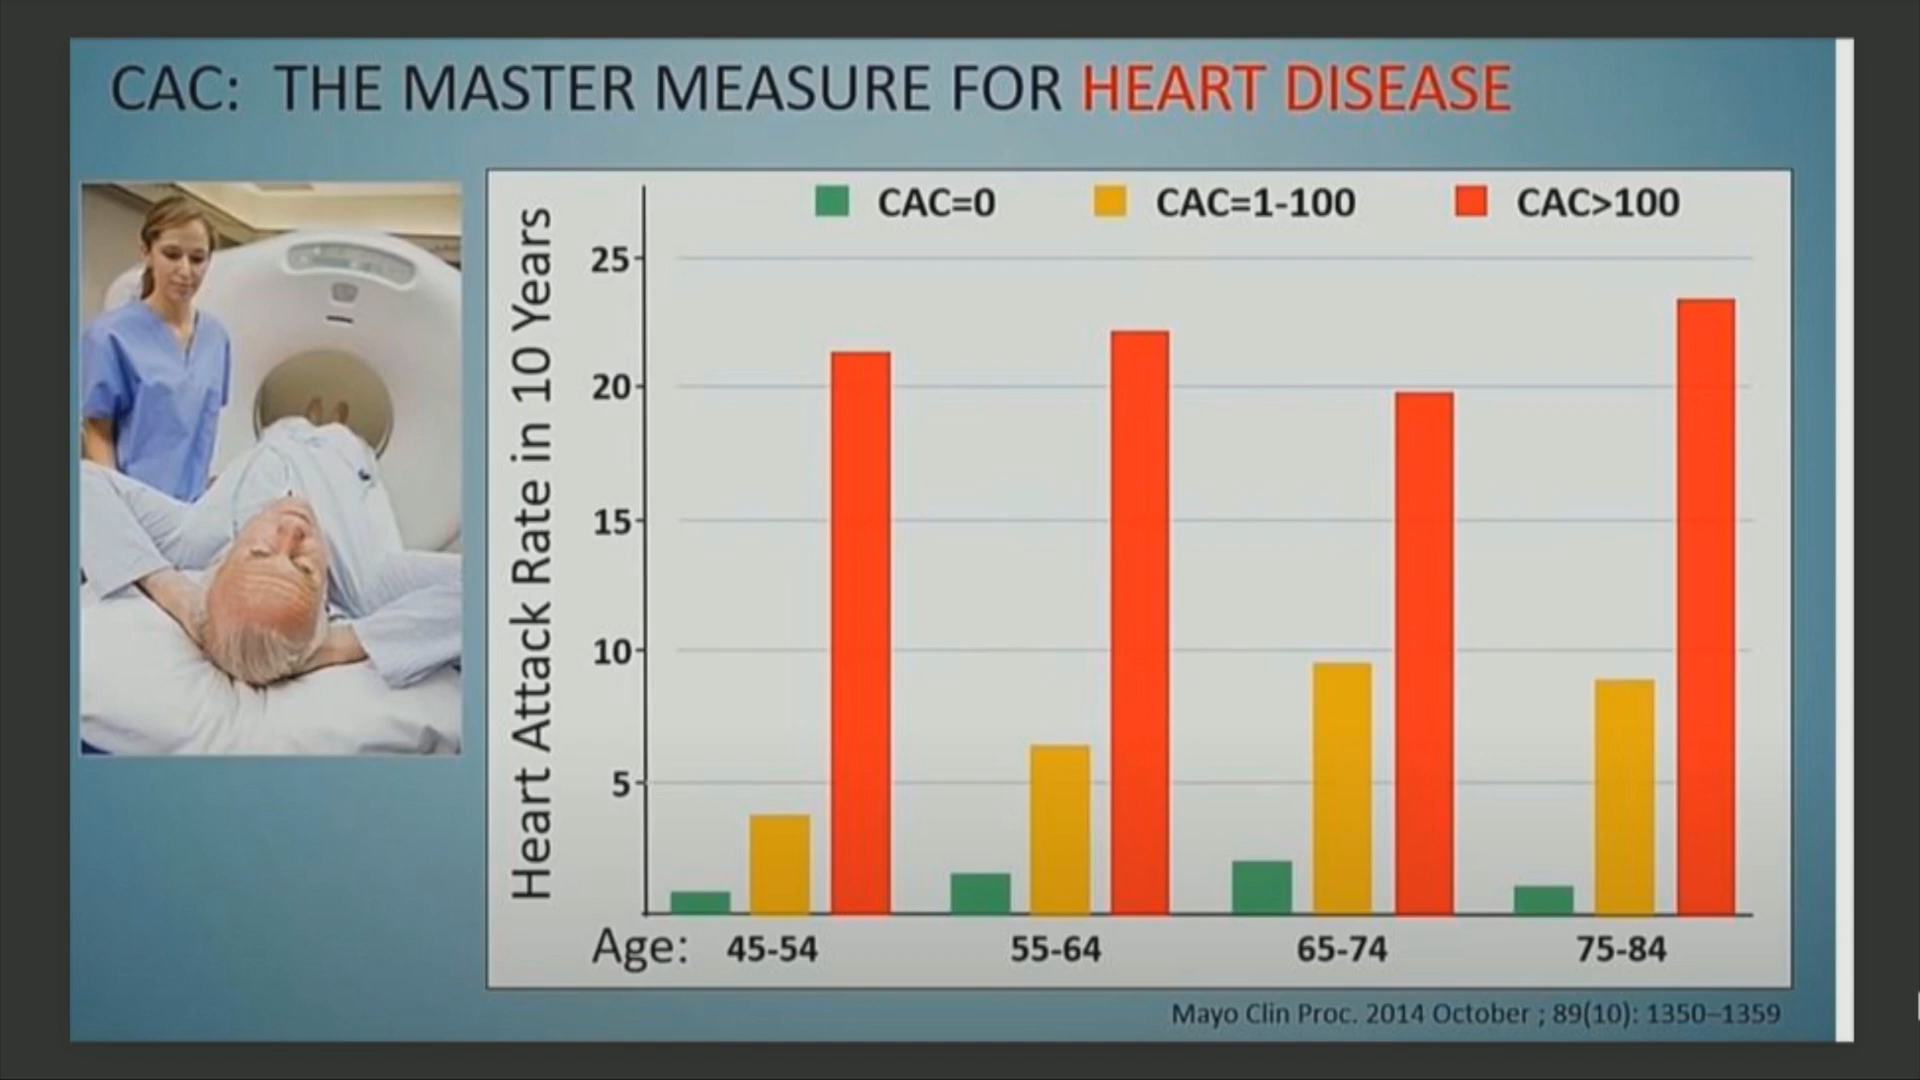 CAC: THE MASTER MEASURE FOR HEART DISEASE
CAC=0 CAC=1-100 CAC>100
Heart Attack Rate in 10 Years
25
20
15
10
5
Age: 45-54 55-64 65-74 75-84
Mayo Clin Proc. 2014 October ; 89(10): 1350–1359